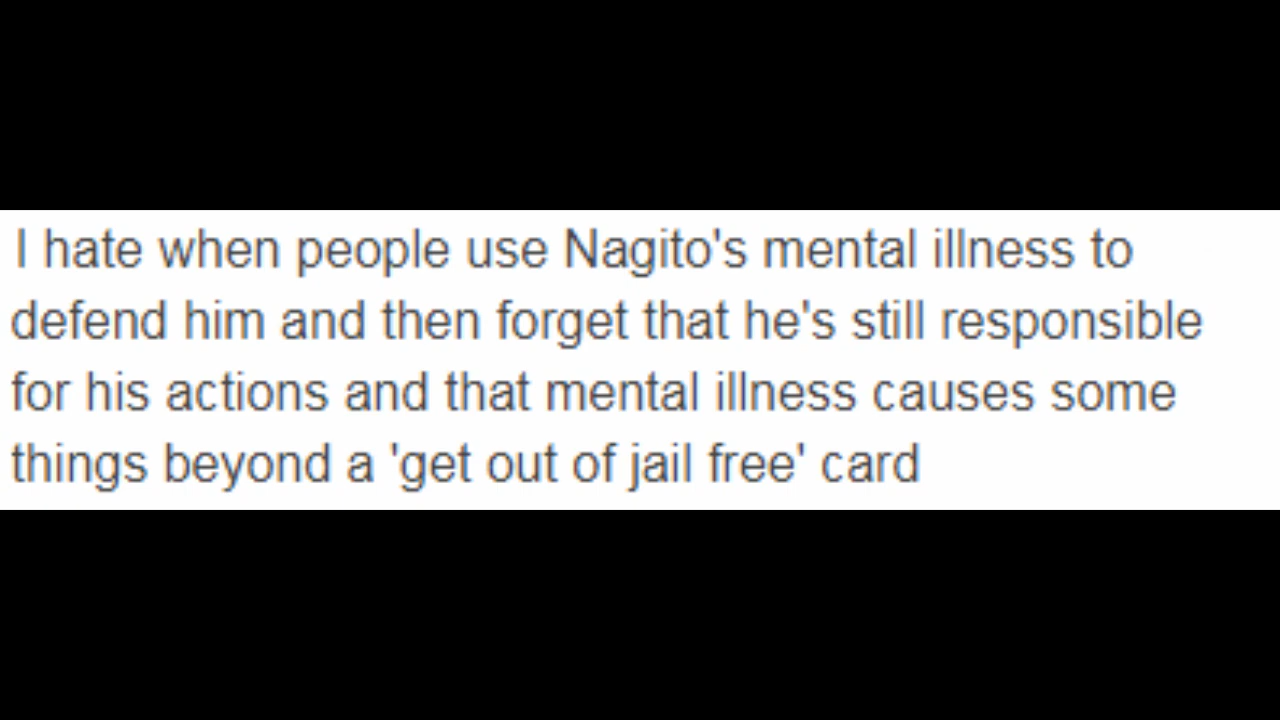 I hate when people use Nagito's mental illness to
defend him and then forget that he's still responsible
for his actions and that mental illness causes some
things beyond a 'get out of jail free' card